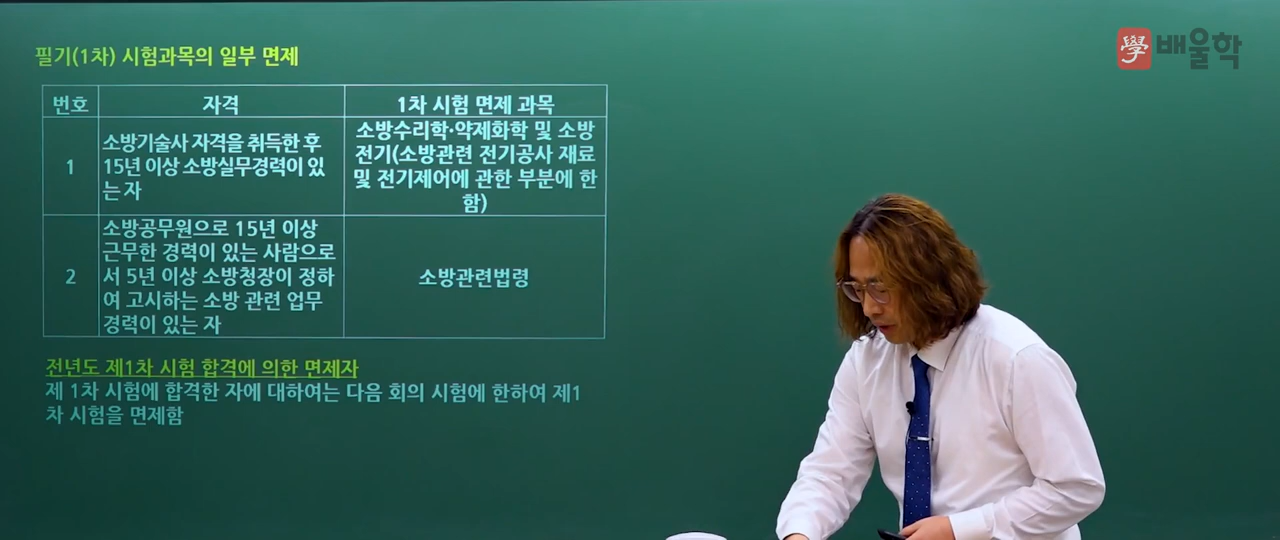 필기(1차) 시험과목의 일부 면제
學 배울학
번호 자격 1차 시험 면제 과목
1
소방기술사 자격을 취득한 후
15년 이상 소방실무경력이 있
는 자
소방수리학·약제화학 및 소방
전기(소방관련 전기공사 재료
및 전기제어에 관한 부분에 한
함)
2
소방공무원으로 15년 이상
근무한 경력이 있는 사람으로
서 5년 이상 소방청장이 정하
여 고시하는 소방 관련 업무
경력이 있는 자
소방관련법령
전년도 제1차 시험 합격에 의한 면제자
제 1차 시험에 합격한 자에 대하여는 다음 회의 시험에 한하여 제1
차 시험을 면제함